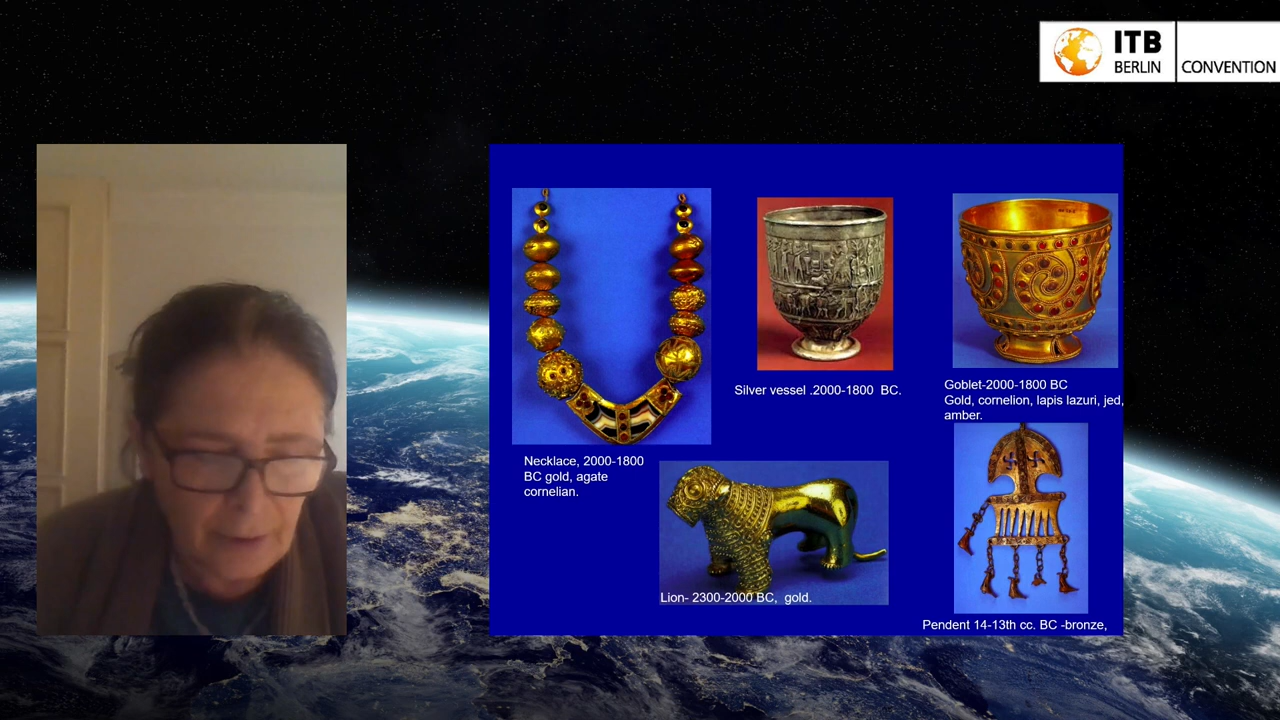 ITB
BERLIN
CONVENTION
Silver vessel .2000-1800 BC.
Goblet-2000-1800 BC
Gold, cornelion, lapis lazuri, jed,
amber.
Necklace, 2000-1800
BC gold, agate
cornelian.
Lion- 2300-2000 BC, gold.
Pendent 14-13th cc. BC -bronze,